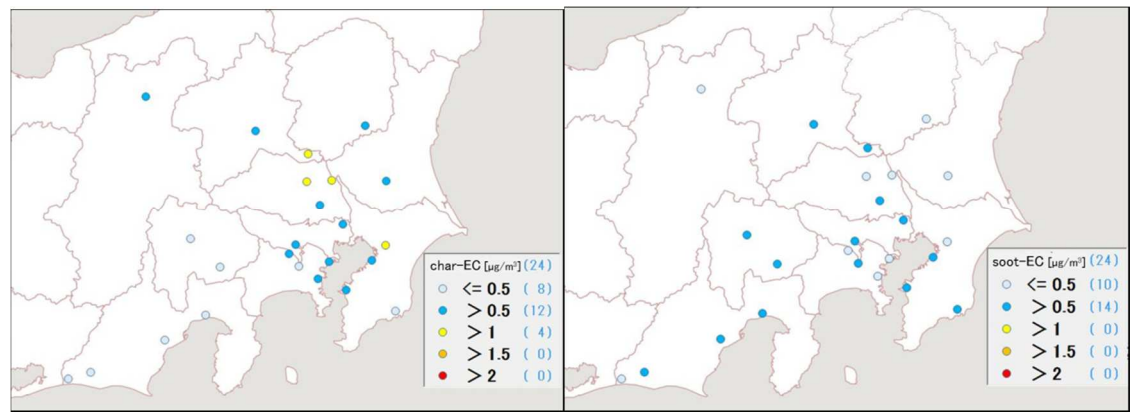 char-EC [μg/m³] (24)
<= 0.5 ( 8)
> 0.5 (12)
> 1 ( 4)
> 1.5 ( 0)
> 2 ( 0)
soot-EC [μg/m³] (24)
<= 0.5 (10)
> 0.5 (14)
> 1 ( 0)
> 1.5 ( 0)
> 2 ( 0)